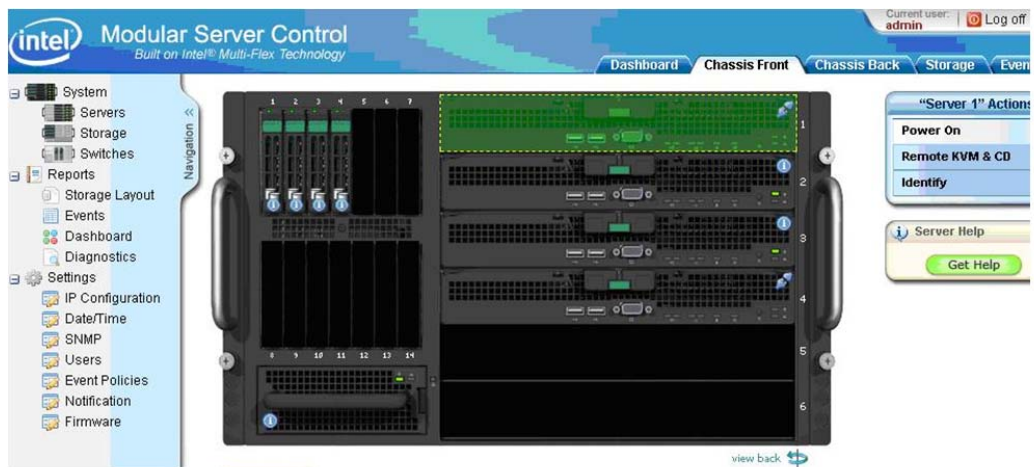 intel
Modular Server Control
Built on Intel® Multi-Flex Technology
Current user:
admin
Log off
Dashboard
Chassis Front
Chassis Back
Storage
Even
System
Servers
Storage
Switches
Reports
Storage Layout
Events
Dashboard
Diagnostics
Settings
IP Configuration
Date/Time
SNMP
Users
Event Policies
Notification
Firmware
«
Navigation
1 2 3 4 5 6 7
8 9 10 11 12 13 14
1
2
3
4
5
6
view back
"Server 1" Actions
Power On
Remote KVM & CD
Identify
Server Help
Get Help